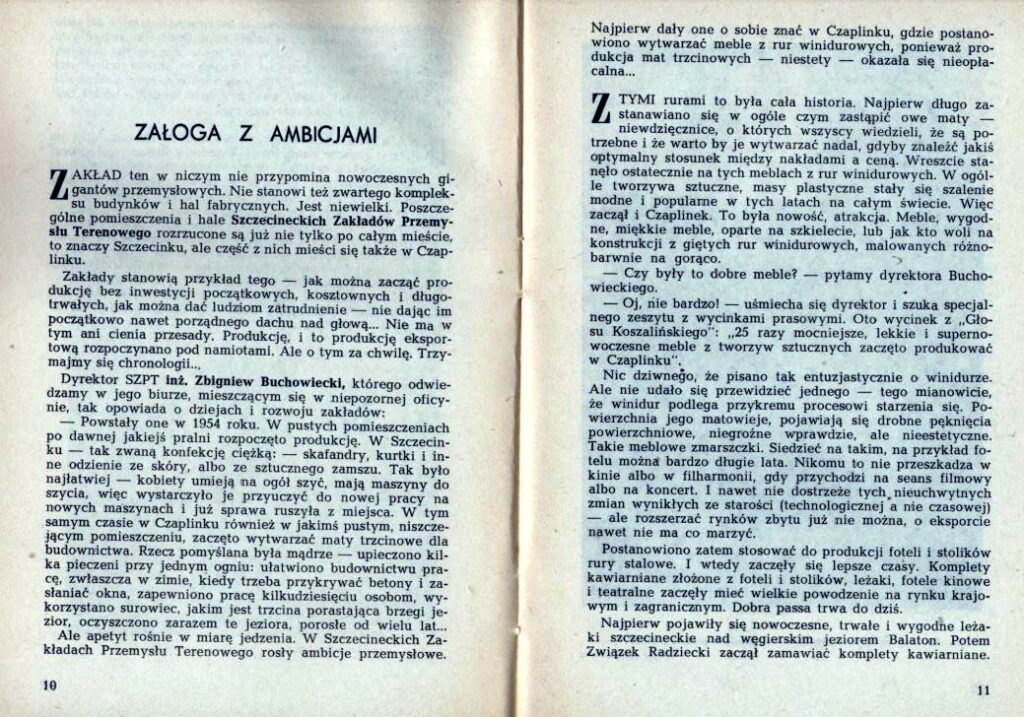 ZAŁOGA Z AMBICJAMI
ZAKŁAD ten w niczym nie przypomina nowoczesnych gi-
gantów przemysłowych. Nie stanowi też zwartego komplek-
su budynków i hal fabrycznych. Jest niewielki. Poszcze-
gólne pomieszczenia i hale Szczecineckich Zakładów Przemy-
słu Terenowego rozrzucone są już nie tylko po całym mieście,
to znaczy Szczecinku, ale część z nich mieści się także w Czap-
linku.
Zakłady stanowią przykład tego — jak można zacząć pro-
dukcję bez inwestycji początkowych, kosztownych i długo-
trwałych, jak można dać ludziom zatrudnienie — nie dając im
początkowo nawet porządnego dachu nad głową... Nie ma w
tym ani cienia przesady. Produkcję, i to produkcję ekspor-
tową rozpoczynano pod namiotami. Ale o tym za chwilę. Trzy-
majmy się chronologii...
Dyrektor SZPT inż. Zbigniew Buchowiecki, którego odwie-
dzamy w jego biurze, mieszczącym się w niepozornej oficy-
nie, tak opowiada o dziejach i rozwoju zakładów:
— Powstały one w 1954 roku. W pustych pomieszczeniach
po dawnej jakiejś pralni rozpoczęto produkcję. W Szczecin-
ku — tak zwaną konfekcję ciężką: — skafandry, kurtki i in-
ne odzienie ze skóry, albo ze sztucznego zamszu. Tak było
najłatwiej — kobiety umieją na ogół szyć, mają maszyny do
szycia, więc wystarczyło je przyuczyć do nowej pracy na
nowych maszynach i już sprawa ruszyła z miejsca. W tym
samym czasie w Czaplinku również w jakimś pustym, niszcze-
jącym pomieszczeniu, zaczęto wytwarzać maty trzcinowe dla
budownictwa. Rzecz pomyślana była mądrze — upieczono kil-
ka pieczeni przy jednym ogniu: ułatwiono budownictwu pra-
cę, zwłaszcza w zimie, kiedy trzeba przykrywać betony i za-
słaniać okna, zapewniono pracę kilkudziesięciu osobom, wy-
korzystano surowiec, jakim jest trzcina porastająca brzegi je-
zior, oczyszczono zarazem te jeziora, porosłe od wielu lat...
Ale apetyt rośnie w miarę jedzenia. W Szczecineckich Za-
kładach Przemysłu Terenowego rosły ambicje przemysłowe.
10
Najpierw dały one o sobie znać w Czaplinku, gdzie postano-
wiono wytwarzać meble z rur winidurowych, ponieważ pro-
dukcja mat trzcinowych — niestety — okazała się nieopła-
calna...
Z TYMI rurami to była cała historia. Najpierw długo za-
stanawiano się w ogóle czym zastąpić owe maty —
niewdzięcznice, o których wszyscy wiedzieli, że są po-
trzebne i że warto by je wytwarzać nadal, gdyby znaleźć jakiś
optymalny stosunek między nakładami a ceną. Wreszcie sta-
nęło ostatecznie na tych meblach z rur winidurowych. W ogól-
le tworzywa sztuczne, masy plastyczne stały się szalenie
modne i popularne w tych latach na całym świecie. Więc
zaczął i Czaplinek. To była nowość, atrakcja. Meble, wygod-
ne, miękkie meble, oparte na szkielecie, lub jak kto woli na
konstrukcji z giętych rur winidurowych, malowanych różno-
barwnie na gorąco.
— Czy były to dobre meble? — pytamy dyrektora Bucho-
wieckiego.
— Oj, nie bardzo! — uśmiecha się dyrektor i szuka specjal-
nego zeszytu z wycinkami prasowymi. Oto wycinek z „Gło-
su Koszalińskiego": „25 razy mocniejsze, lekkie i superno-
woczesne meble z tworzyw sztucznych zaczęto produkować
w Czaplinku".
Nic dziwnego, że pisano tak entuzjastycznie o winidurze.
Ale nie udało się przewidzieć jednego — tego mianowicie,
że winidur podlega przykremu procesowi starzenia się. Po-
wierzchnia jego matowieje, pojawiają się drobne pęknięcia
powierzchniowe, niegroźne wprawdzie, ale nieestetyczne.
Takie meblowe zmarszczki. Siedzieć na takim, na przykład fo-
telu można bardzo długie lata. Nikomu to nie przeszkadza w
kinie albo w filharmonii, gdy przychodzi na seans filmowy
albo na koncert. I nawet nie dostrzeże tych nieuchwytnych
zmian wynikłych ze starości (technologicznej a nie czasowej)
— ale rozszerzać rynków zbytu już nie można, o eksporcie
nawet nie ma co marzyć.
Postanowiono zatem stosować do produkcji foteli i stolików
rury stalowe. I wtedy zaczęły się lepsze czasy. Komplety
kawiarniane złożone z foteli i stolików, leżaki, fotele kinowe
i teatralne zaczęły mieć wielkie powodzenie na rynku krajo-
wym i zagranicznym. Dobra passa trwa do dziś.
Najpierw pojawiły się nowoczesne, trwałe i wygodne leża-
ki szczecineckie nad węgierskim jeziorem Balaton. Potem
Związek Radziecki zaczął zamawiać komplety kawiarniane.
11